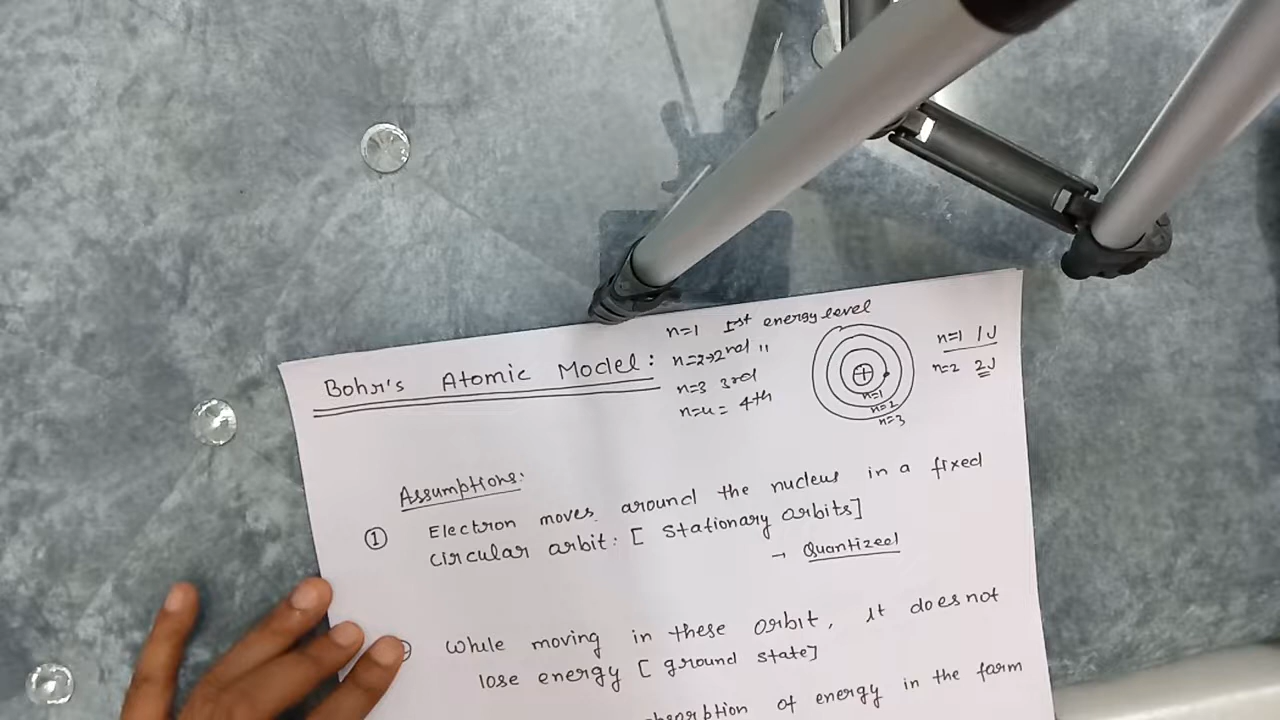 Bohr's Atomic Model:
n=1 Ist energy level
n=2→2nd "
n=3 3rd
n=4= 4th
n=1
n=2
n=3
n=1 1J
n=2 2J
Assumptions:
① Electron moves around the nucleus in a fixed
circular orbit: [stationary orbits]
→ Quantized
While moving in these orbit, it does not
lose energy [ground state]
of energy in the form